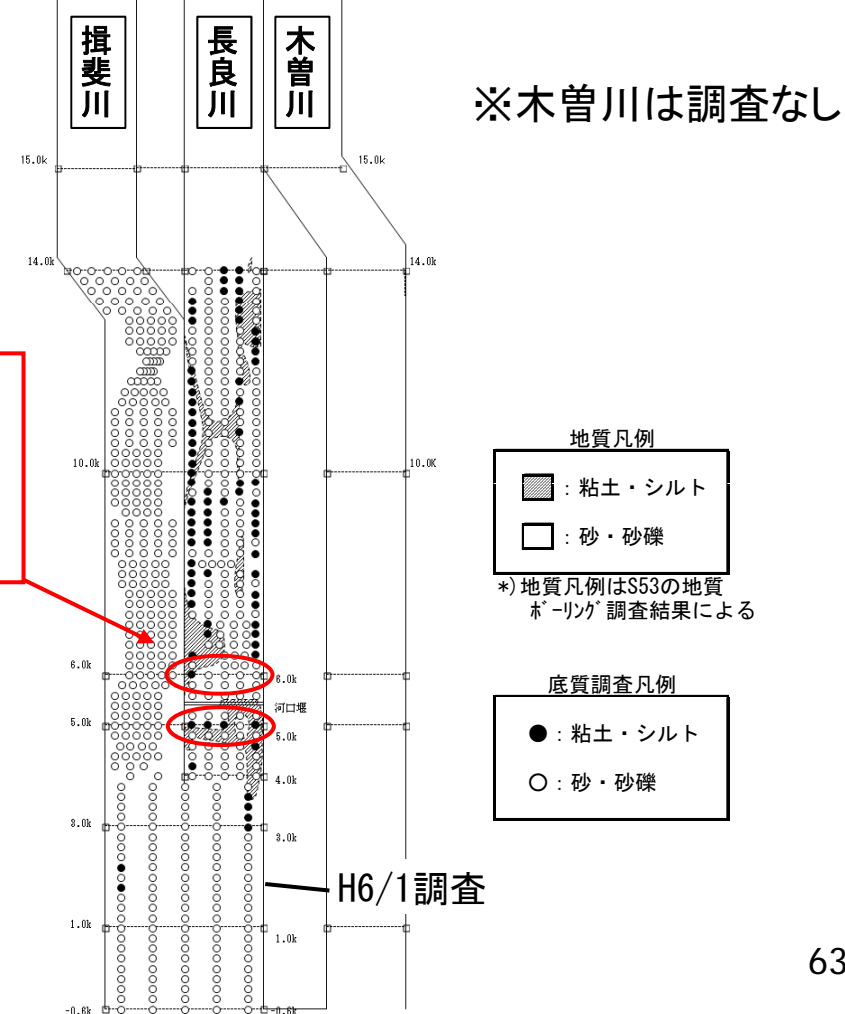 揖斐川
長良川
木曽川
※木曽川は調査なし
15.0k
15.0k
14.0k
14.0k
10.0k
10.0K
6.0k
6.0k
河口堰
5.0k
5.0k
4.0k
3.0k
3.0k
H6/1調査
1.0k
1.0k
-0.6k
-0.6k
地質凡例
：粘土・シルト
：砂・砂礫
*)地質凡例はS53の地質
ﾎﾞｰﾘﾝｸﾞ調査結果による
底質調査凡例
●：粘土・シルト
○：砂・砂礫
63